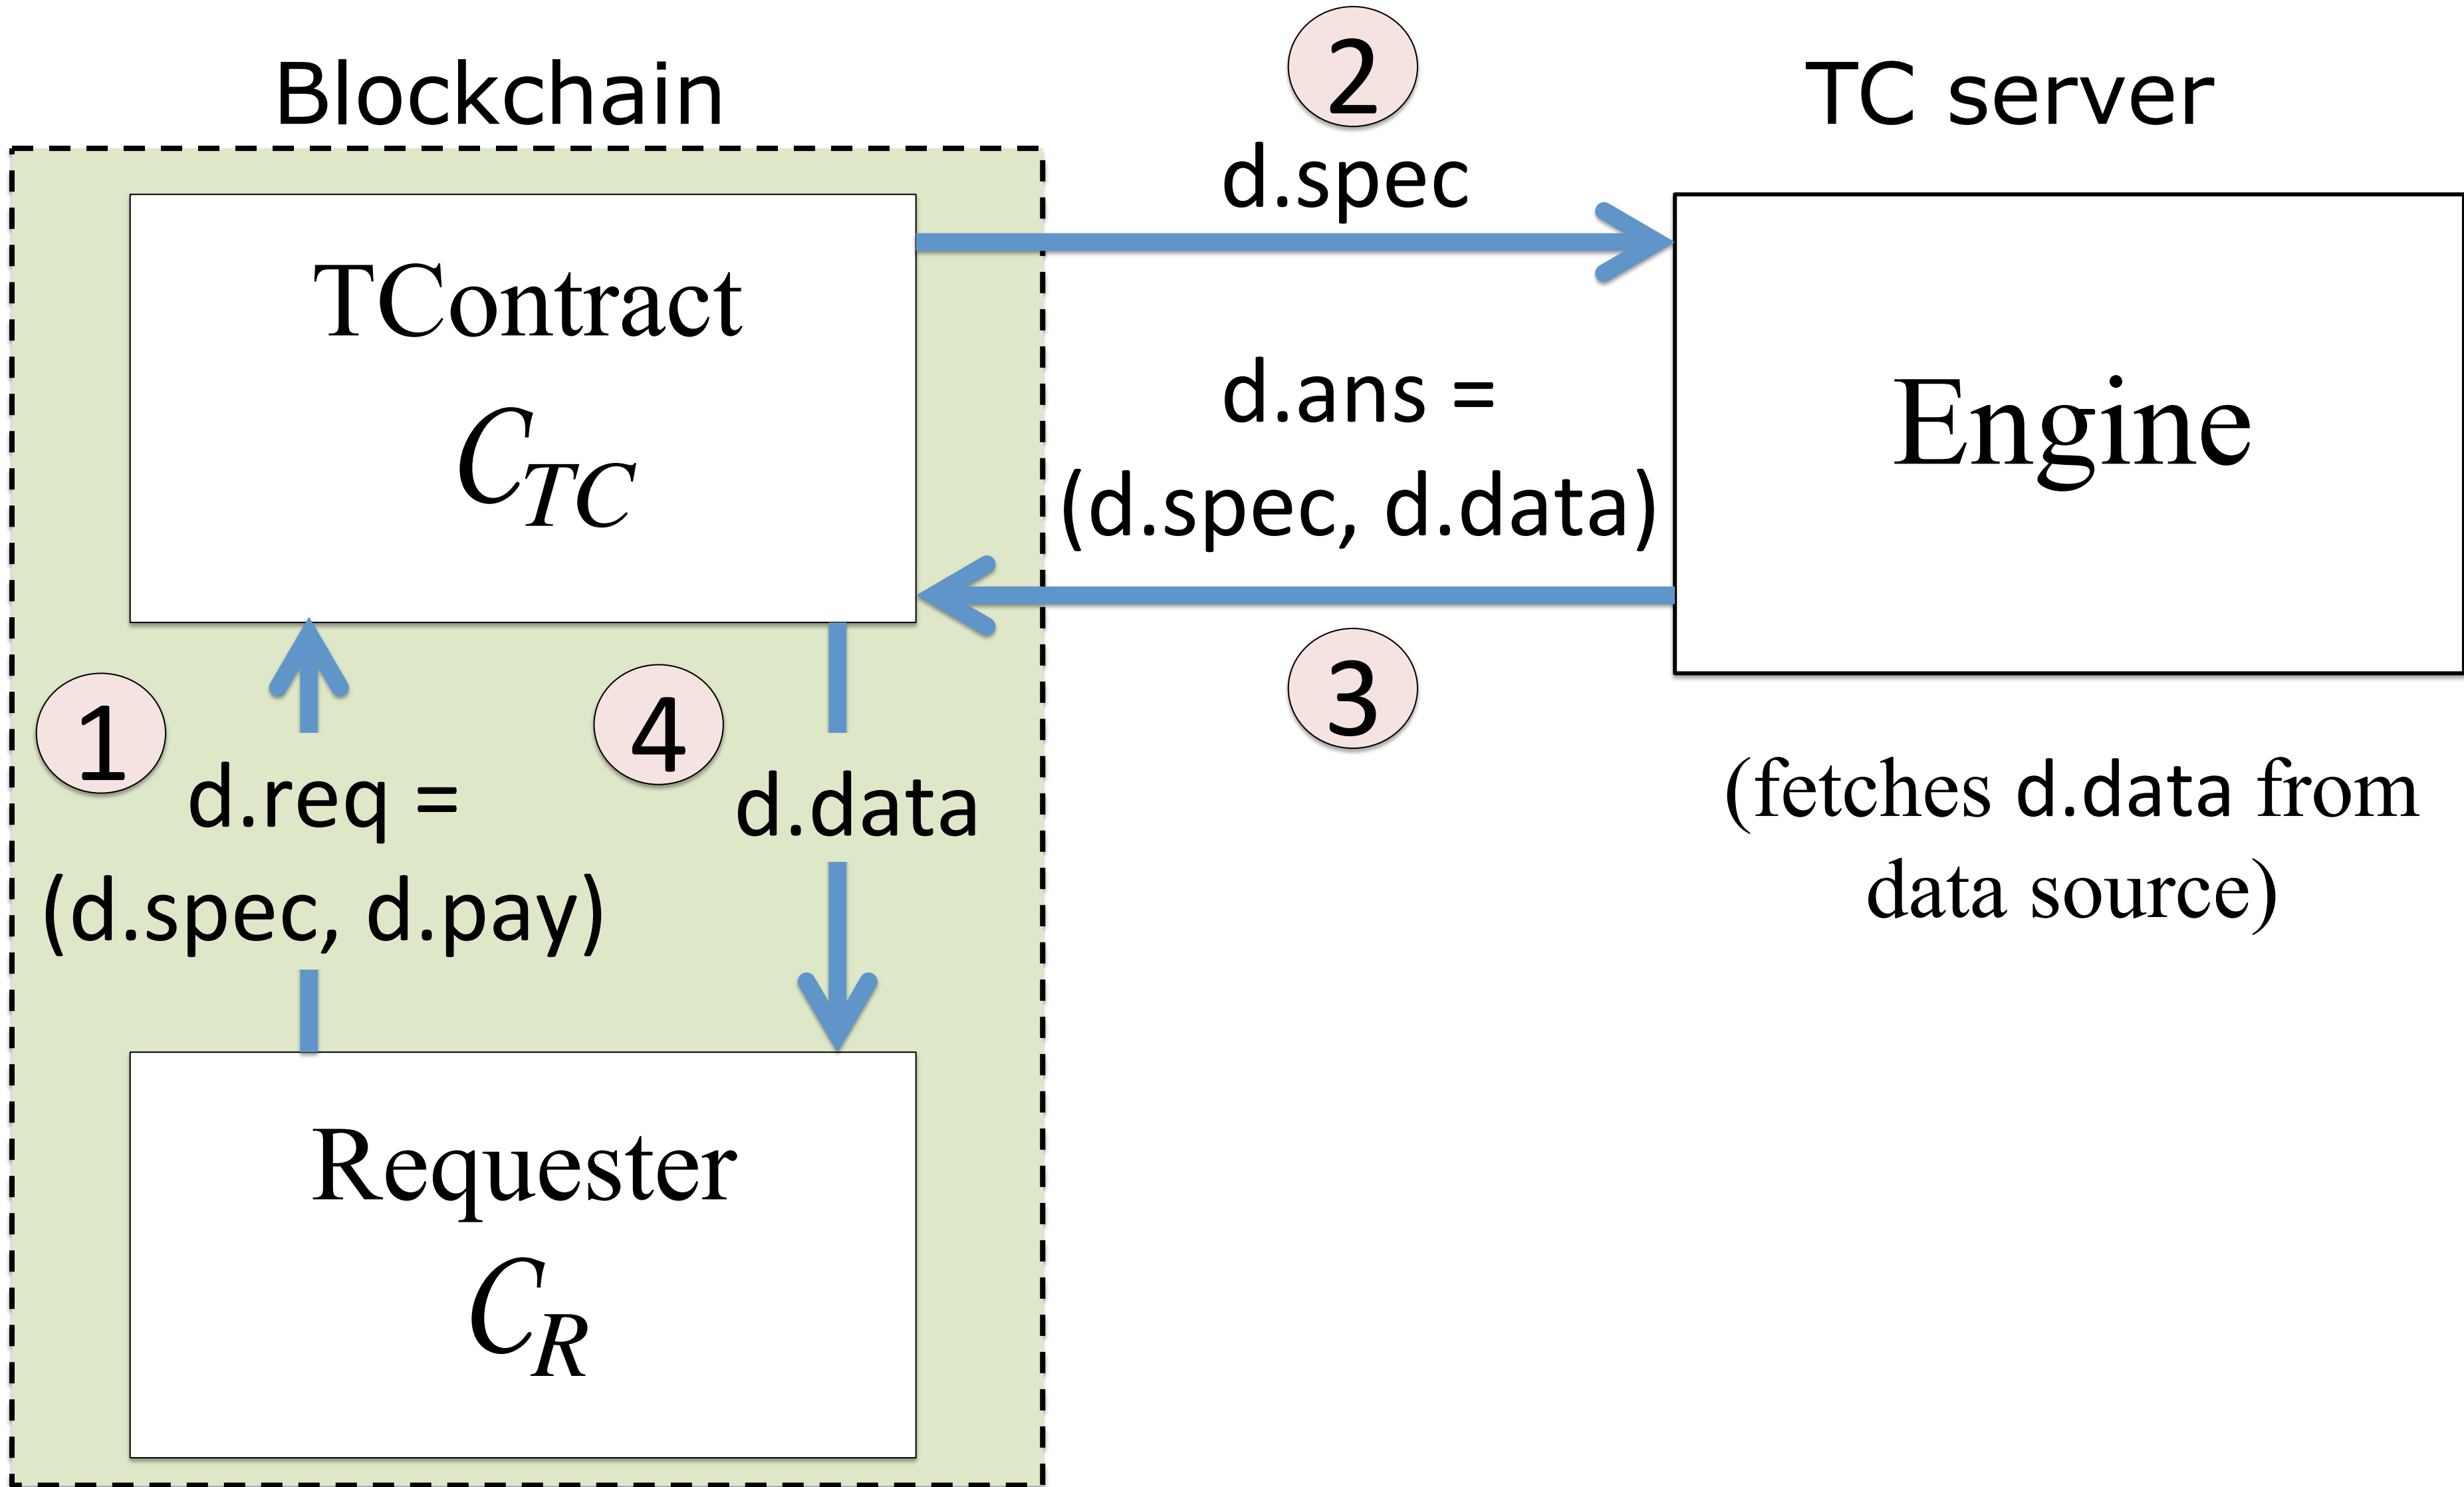 Blockchain
TContract
C_TC
1
d.req =
(d.spec, d.pay)
4
d.data
Requester
C_R
2
d.spec
d.ans =
(d.spec, d.data)
3
TC server
Engine
(fetches d.data from
data source)